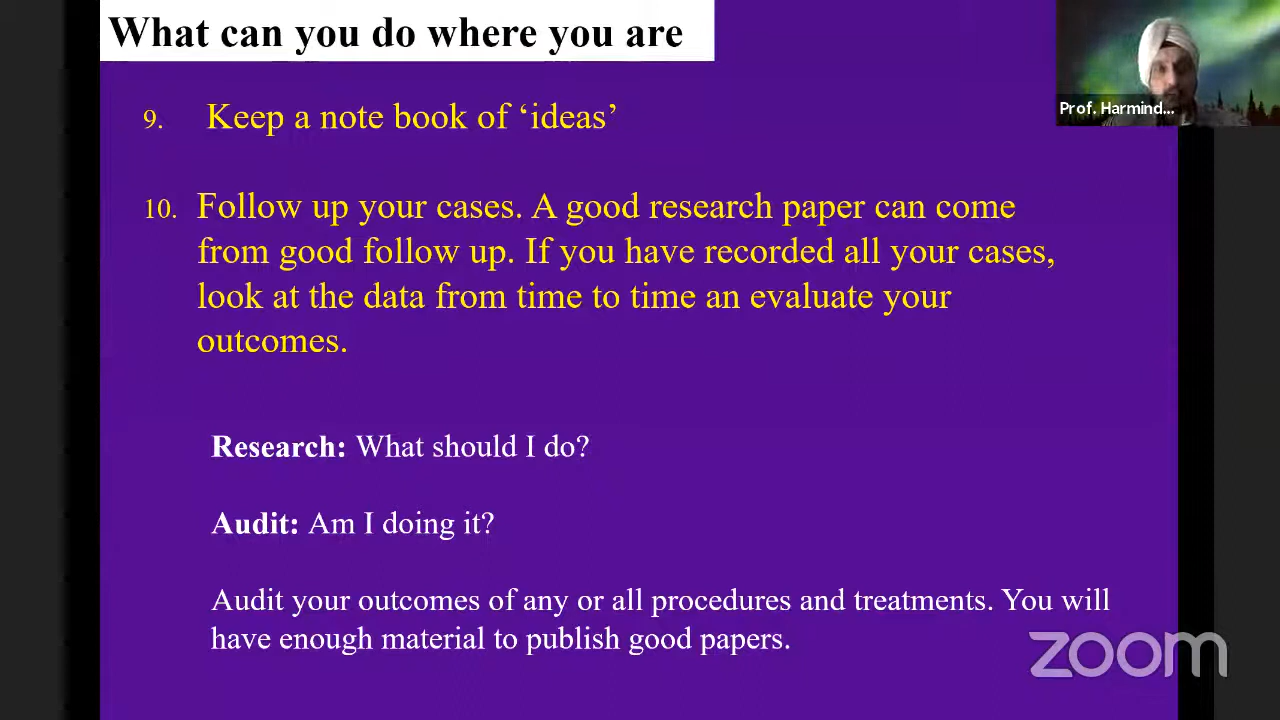 What can you do where you are
Prof. Harmind...
9. Keep a note book of ‘ideas’
10. Follow up your cases. A good research paper can come
from good follow up. If you have recorded all your cases,
look at the data from time to time an evaluate your
outcomes.
Research: What should I do?
Audit: Am I doing it?
Audit your outcomes of any or all procedures and treatments. You will
have enough material to publish good papers.
zoom